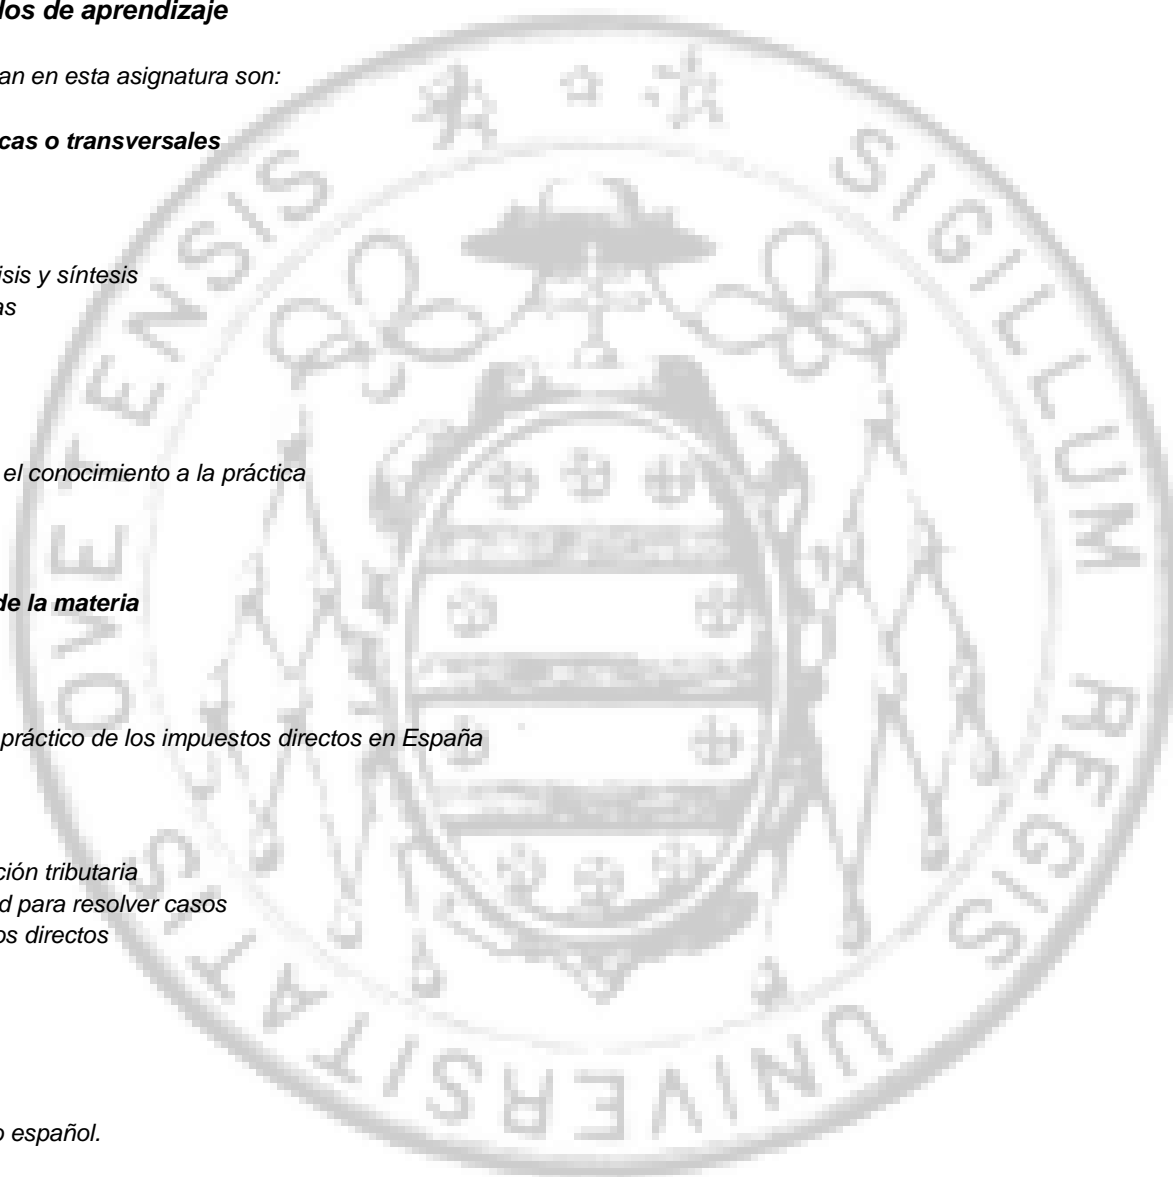 los de aprendizaje
an en esta asignatura son:
cas o transversales
isis y síntesis
as
el conocimiento a la práctica
de la materia
práctico de los impuestos directos en España
ción tributaria
d para resolver casos
os directos
o español.
SIGILLUM REGIS UNIVERSITATIS OVETENSIS